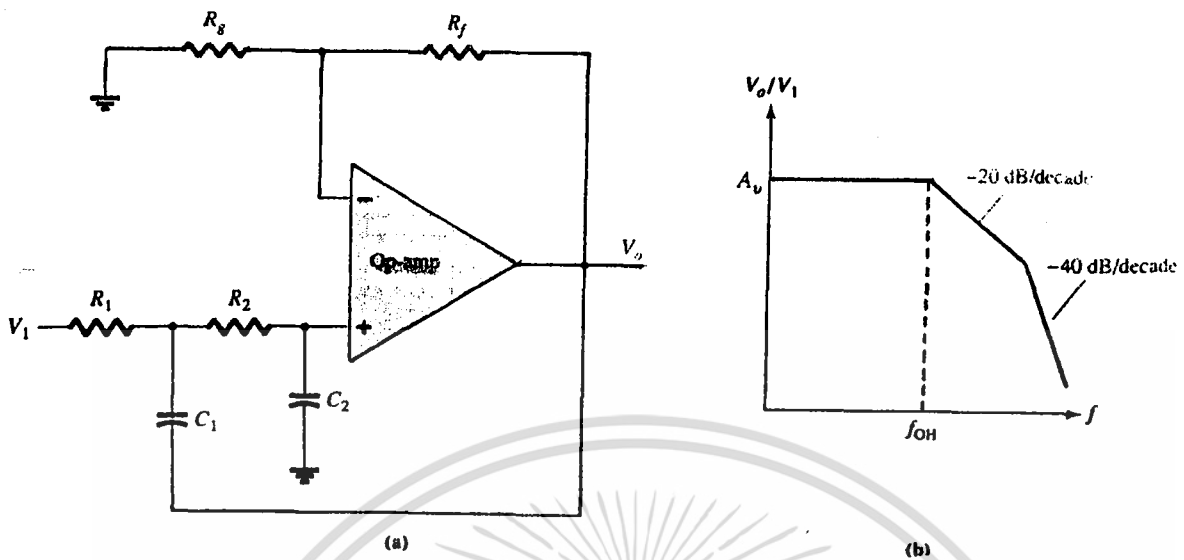 R_g
R_f
−
Op-amp
V_o
R_1
R_2
V_1
+
C_1
C_2
(a)
V_o/V_1
A_v
−20 dB/decade
−40 dB/decade
f_OH
f
(b)